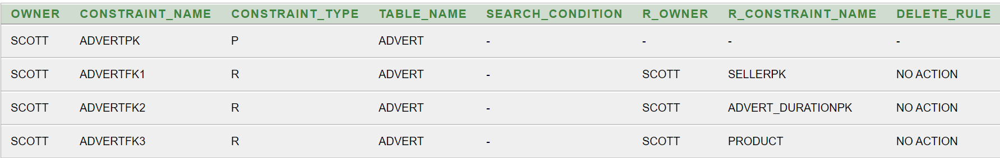 OWNER CONSTRAINT_NAME CONSTRAINT_TYPE TABLE_NAME SEARCH_CONDITION R_OWNER R_CONSTRAINT_NAME DELETE_RULE
SCOTT ADVERTPK P ADVERT - - - -
SCOTT ADVERTFK1 R ADVERT - SCOTT SELLERPK NO ACTION
SCOTT ADVERTFK2 R ADVERT - SCOTT ADVERT_DURATIONPK NO ACTION
SCOTT ADVERTFK3 R ADVERT - SCOTT PRODUCT NO ACTION